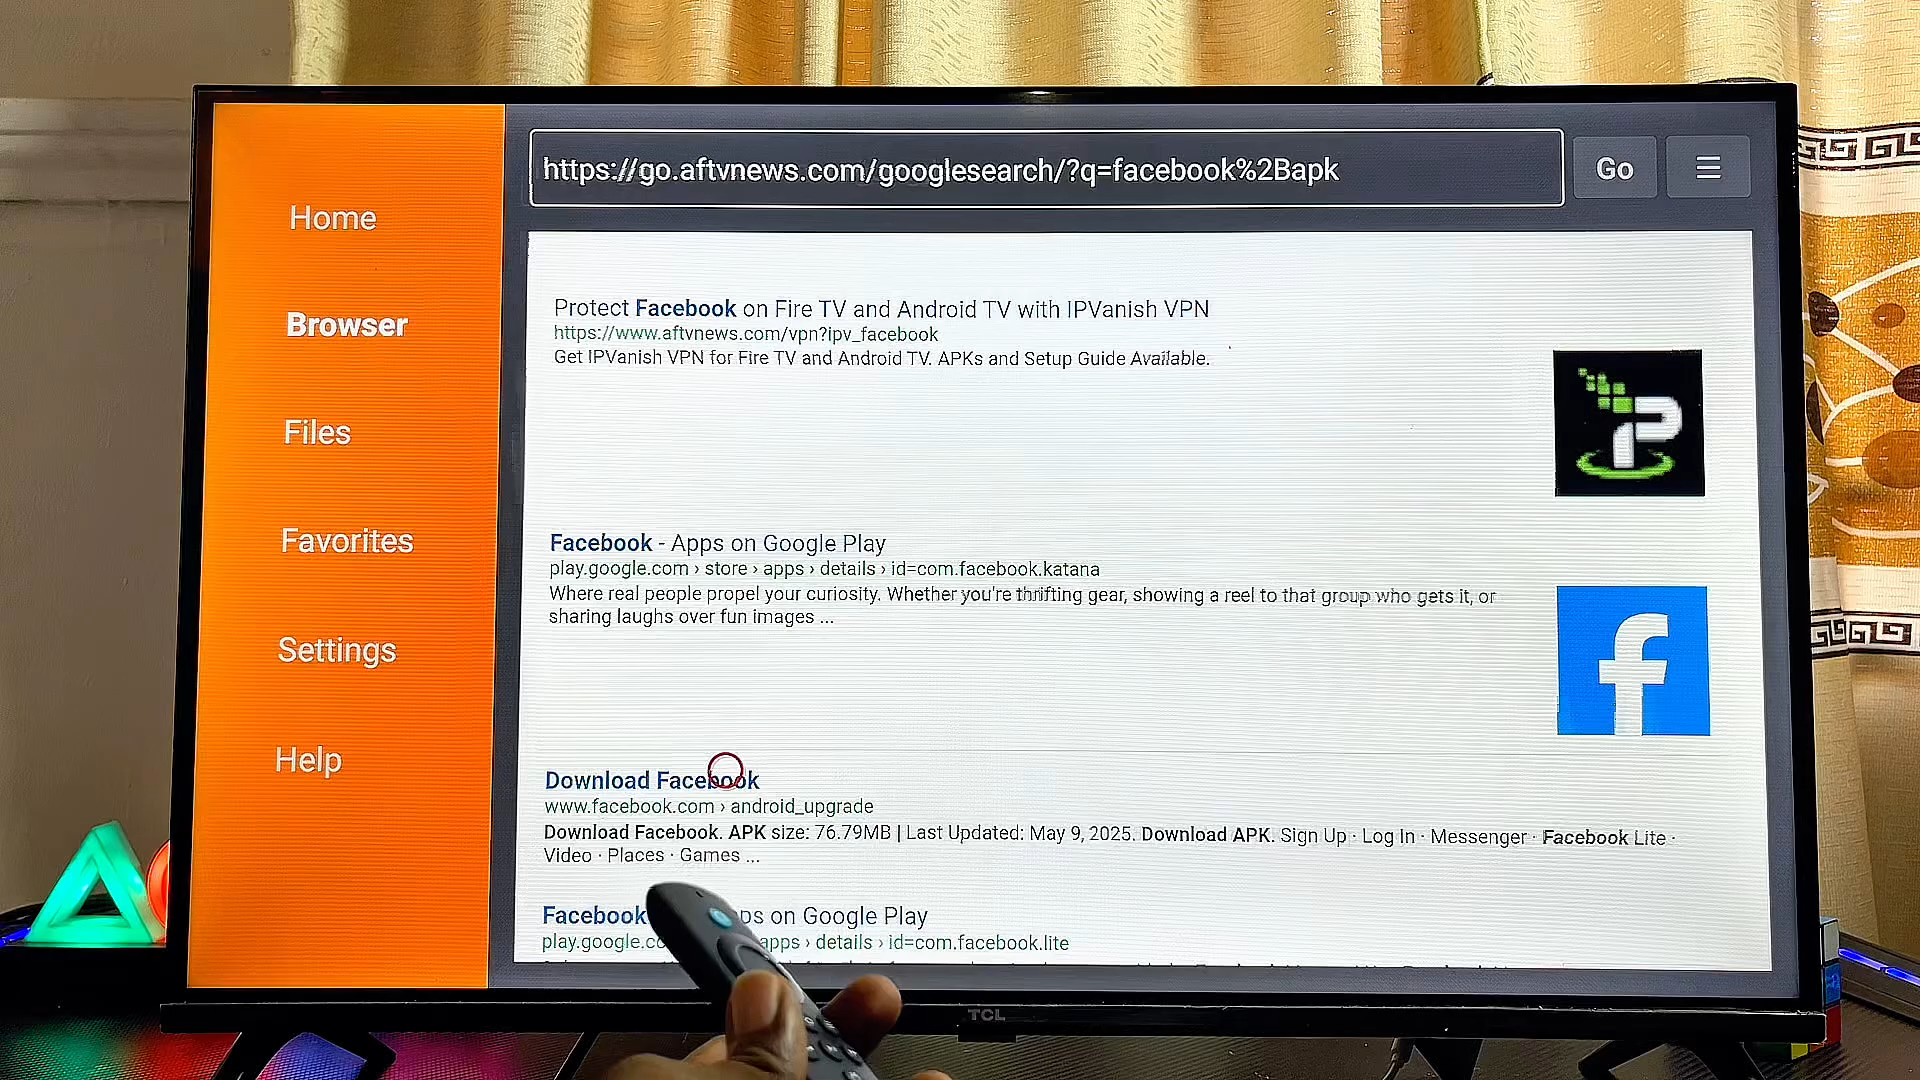 https://go.aftvnews.com/googlesearch/?q=facebook%2Bapk
Go
Home
Browser
Files
Favorites
Settings
Help
Protect Facebook on Fire TV and Android TV with IPVanish VPN
https://www.aftvnews.com/vpn?ipv_facebook
Get IPVanish VPN for Fire TV and Android TV. APKs and Setup Guide Available.
Facebook - Apps on Google Play
play.google.com › store › apps › details › id=com.facebook.katana
Where real people propel your curiosity. Whether you're thrifting gear, showing a reel to that group who gets it, or
sharing laughs over fun images ...
Download Facebook
www.facebook.com › android_upgrade
Download Facebook. APK size: 76.79MB | Last Updated: May 9, 2025. Download APK. Sign Up · Log In · Messenger · Facebook Lite ·
Video · Places · Games ...
Facebook on Google Play
apps › details › id=com.facebook.lite
TCL